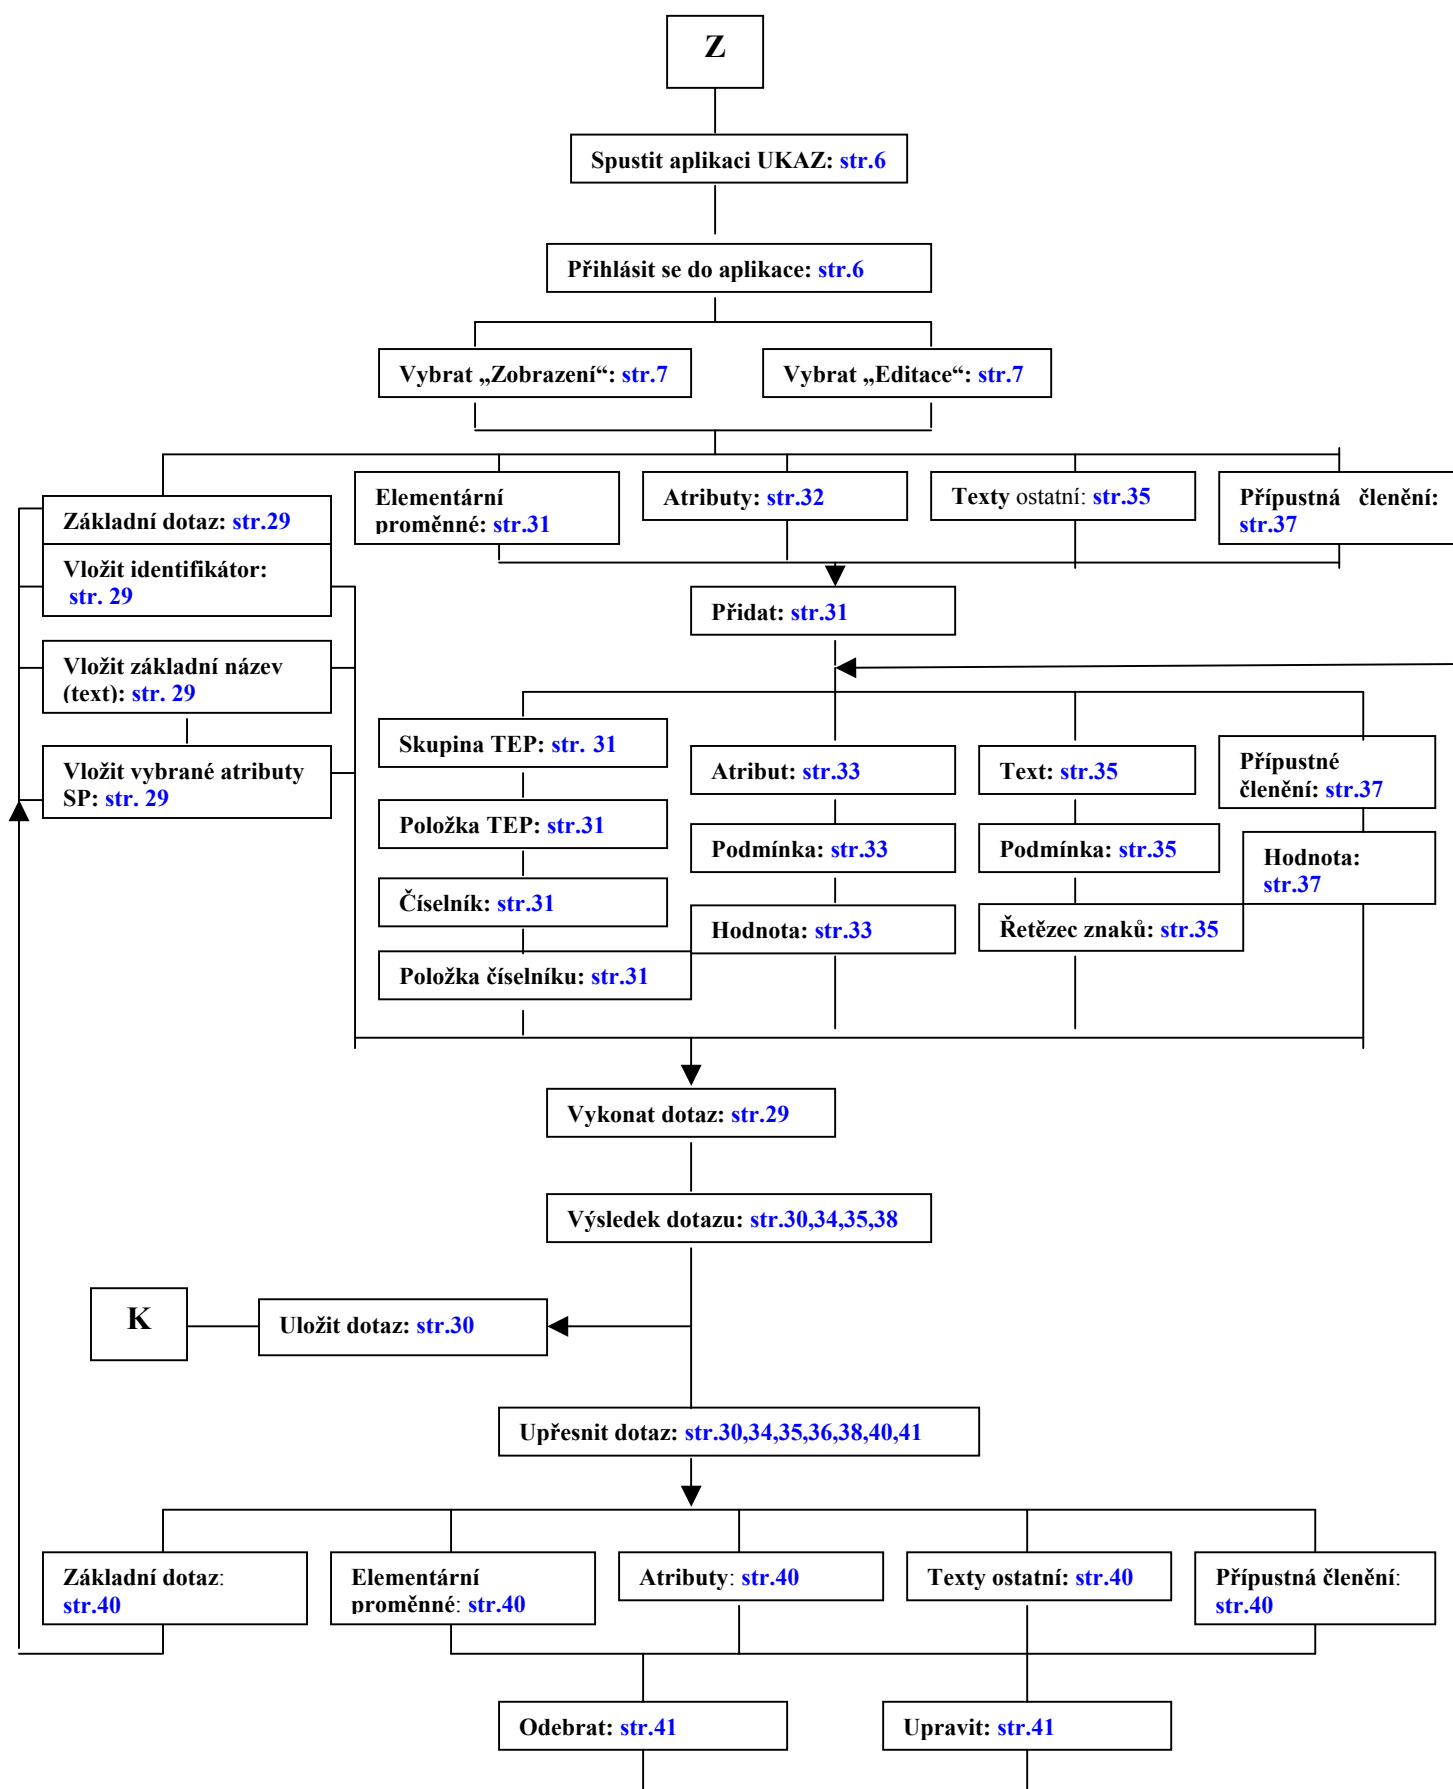 Z
Spustit aplikaci UKAZ: str.6
Přihlásit se do aplikace: str.6
Vybrat „Zobrazení“: str.7
Vybrat „Editace“: str.7
Základní dotaz: str.29
Elementární
proměnné: str.31
Atributy: str.32
Texty ostatní: str.35
Přípustná členění:
str.37
Vložit identifikátor:
str. 29
Přidat: str.31
Vložit základní název
(text): str. 29
Vložit vybrané atributy
SP: str. 29
Skupina TEP: str. 31
Atribut: str.33
Text: str.35
Přípustné
členění: str.37
Položka TEP: str.31
Podmínka: str.33
Podmínka: str.35
Hodnota:
str.37
Číselník: str.31
Hodnota: str.33
Řetězec znaků: str.35
Položka číselníku: str.31
Vykonat dotaz: str.29
Výsledek dotazu: str.30,34,35,38
K
Uložit dotaz: str.30
Upřesnit dotaz: str.30,34,35,36,38,40,41
Základní dotaz:
str.40
Elementární
proměnné: str.40
Atributy: str.40
Texty ostatní: str.40
Přípustná členění:
str.40
Odebrat: str.41
Upravit: str.41